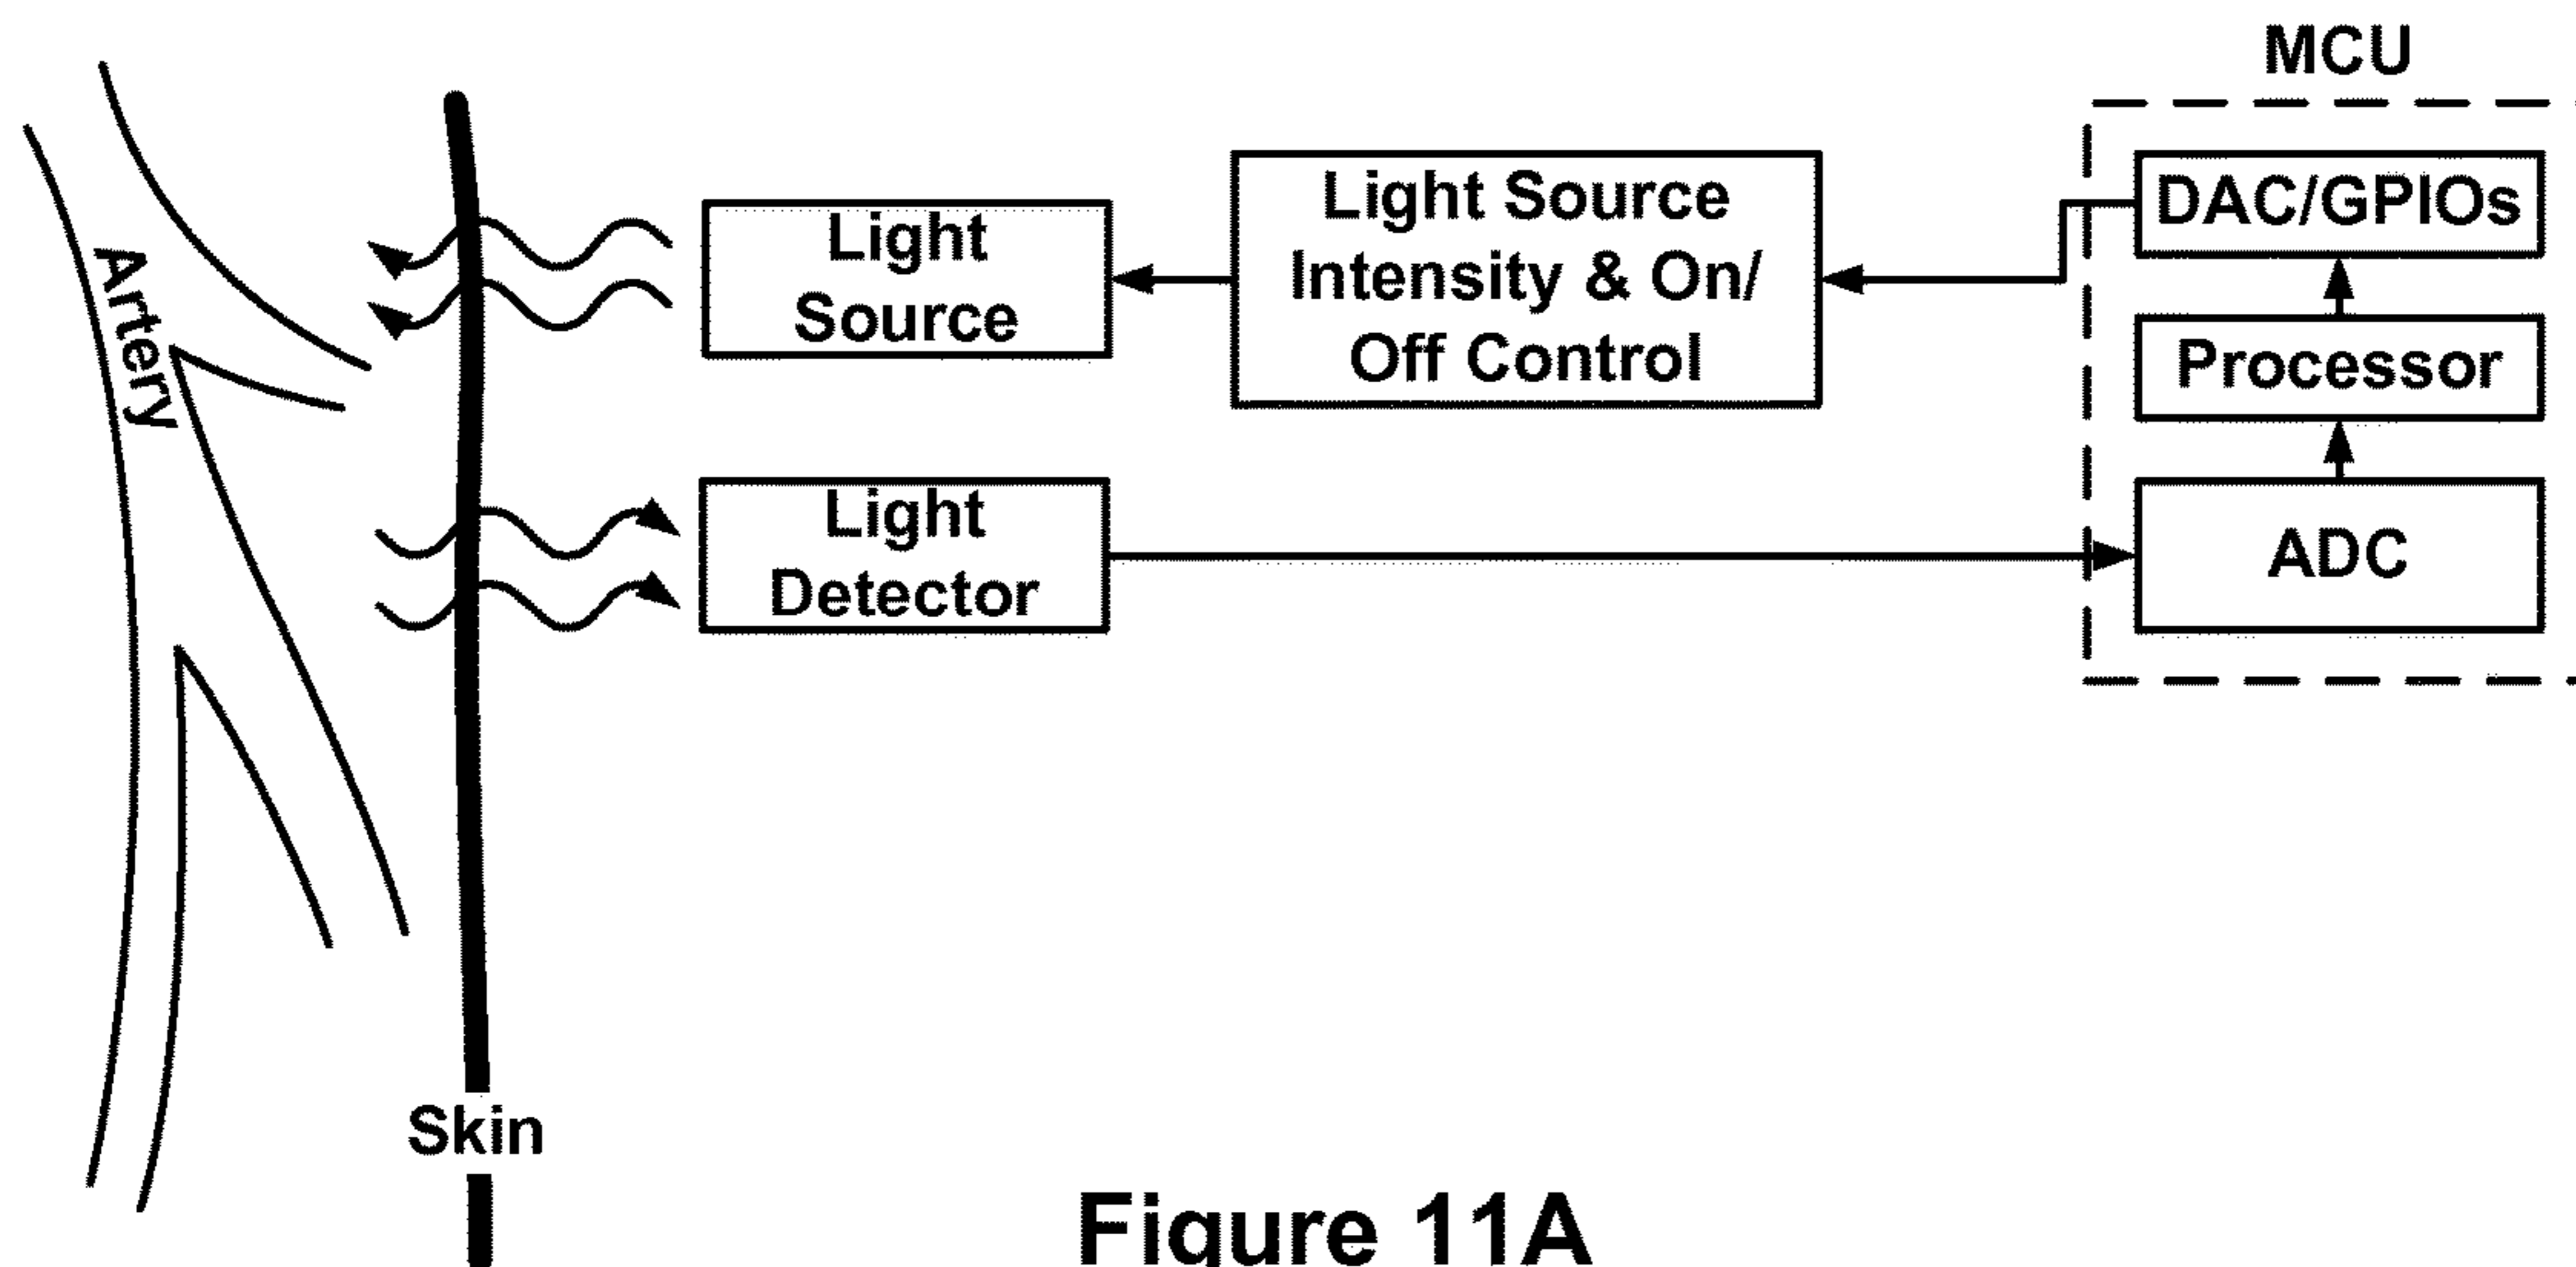 MCU
Light Source
Intensity & On/
Off Control
DAC/GPIOs
Light
Source
Processor
Artery
Light
Detector
ADC
Skin
Figure 11A